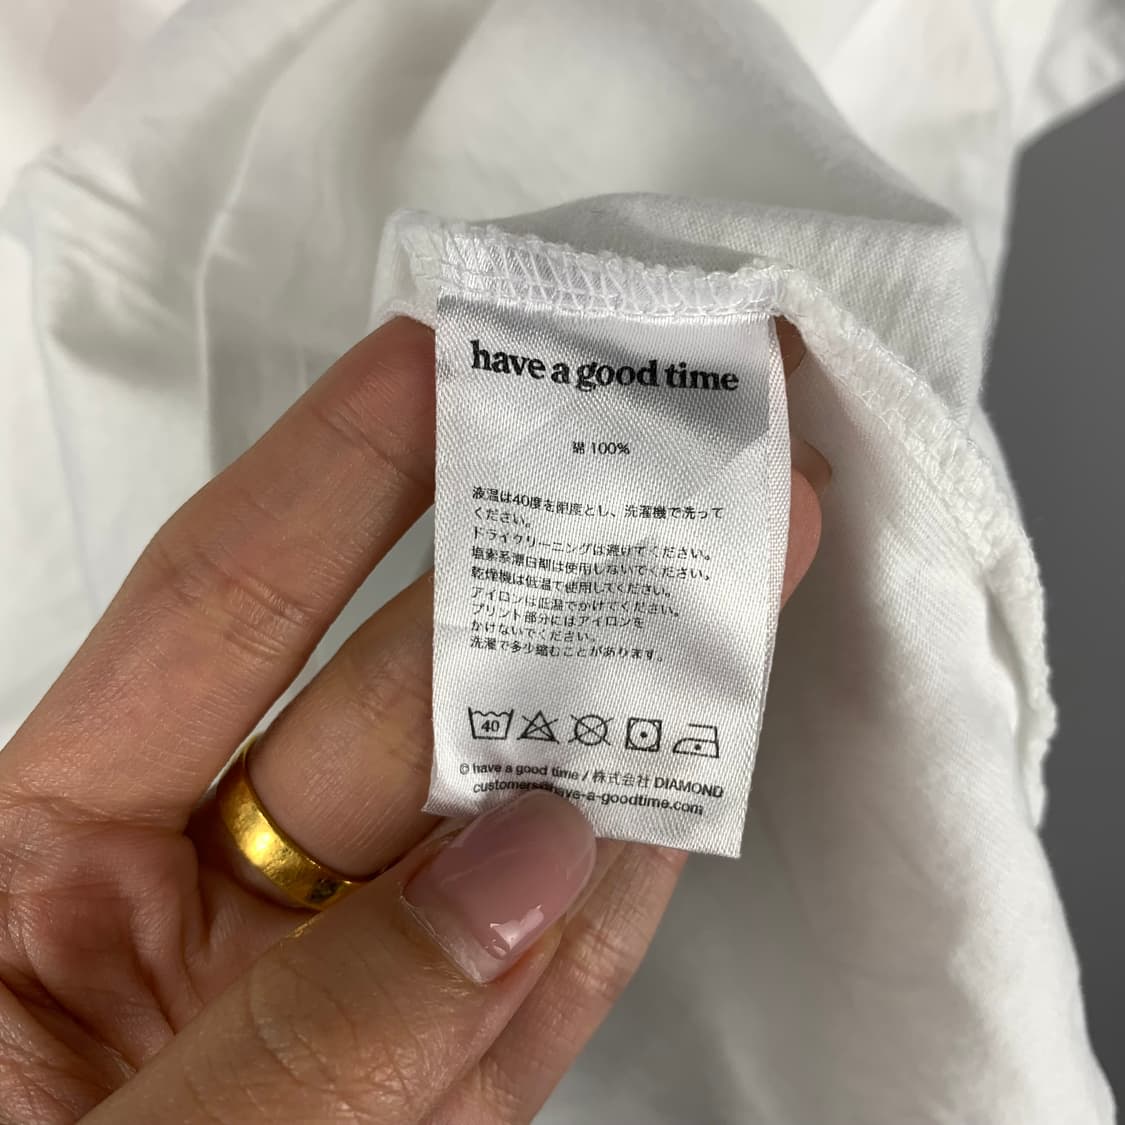 have a good time
綿 100%
液温は40度を限度とし、洗濯機で洗って
ください。
ドライクリーニングは避けてください。
塩素系漂白剤は使用しないでください。
乾燥機は低温で使用してください。
アイロンは低温でかけてください。
プリント部分にはアイロンを
かけないでください。
洗濯で多少縮むことがあります。
40
© have a good time / 株式会社 DIAMOND
customers@have-a-goodtime.com